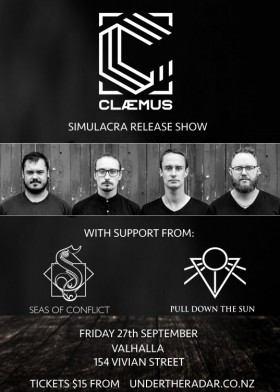 CLÆMUS
SIMULACRA RELEASE SHOW
WITH SUPPORT FROM:
SEAS OF CONFLICT
PULL DOWN THE SUN
FRIDAY 27th SEPTEMBER
VALHALLA
154 VIVIAN STREET
TICKETS $15 FROM UNDERTHERADAR.CO.NZ